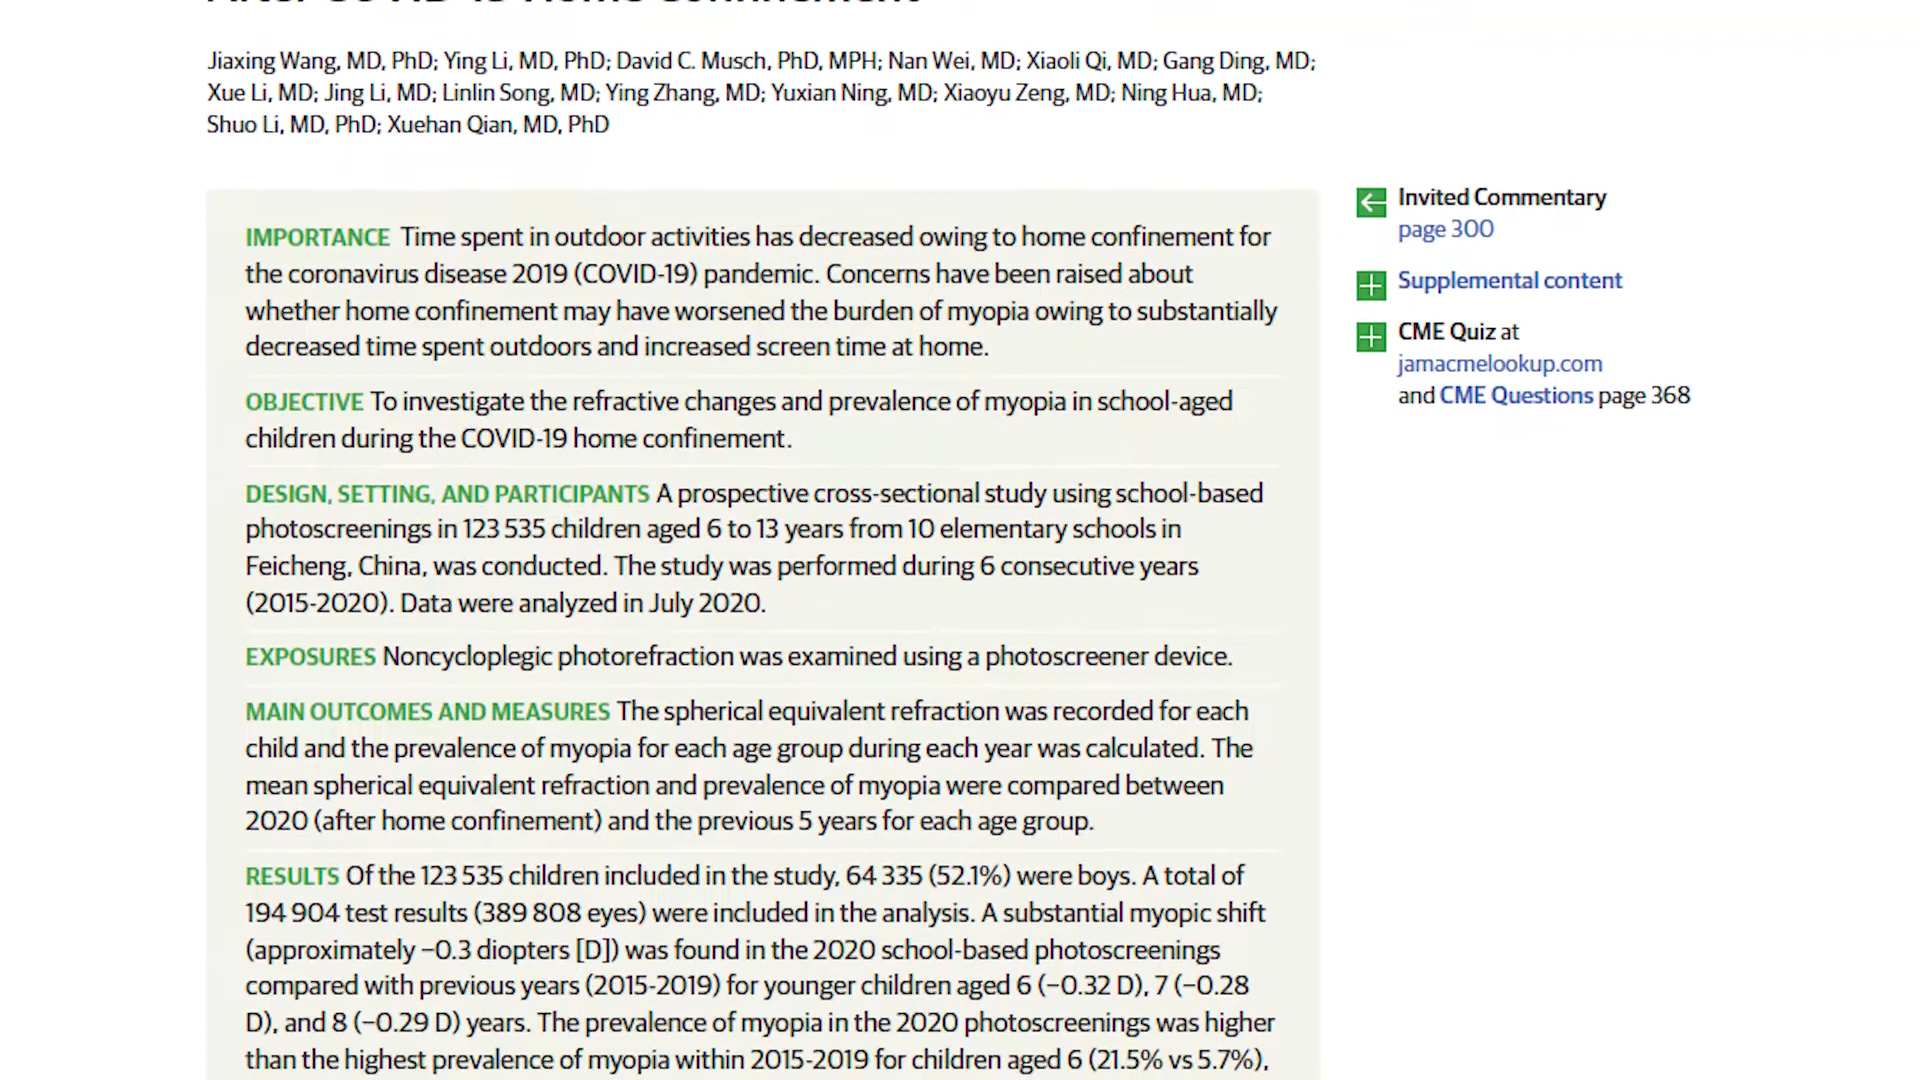 After COVID-19 Home Confinement
Jiaxing Wang, MD, PhD; Ying Li, MD, PhD; David C. Musch, PhD, MPH; Nan Wei, MD; Xiaoli Qi, MD; Gang Ding, MD;
Xue Li, MD; Jing Li, MD; Linlin Song, MD; Ying Zhang, MD; Yuxian Ning, MD; Xiaoyu Zeng, MD; Ning Hua, MD;
Shuo Li, MD, PhD; Xuehan Qian, MD, PhD
IMPORTANCE Time spent in outdoor activities has decreased owing to home confinement for
the coronavirus disease 2019 (COVID-19) pandemic. Concerns have been raised about
whether home confinement may have worsened the burden of myopia owing to substantially
decreased time spent outdoors and increased screen time at home.
OBJECTIVE To investigate the refractive changes and prevalence of myopia in school-aged
children during the COVID-19 home confinement.
DESIGN, SETTING, AND PARTICIPANTS A prospective cross-sectional study using school-based
photoscreenings in 123 535 children aged 6 to 13 years from 10 elementary schools in
Feicheng, China, was conducted. The study was performed during 6 consecutive years
(2015-2020). Data were analyzed in July 2020.
EXPOSURES Noncycloplegic photorefraction was examined using a photoscreener device.
MAIN OUTCOMES AND MEASURES The spherical equivalent refraction was recorded for each
child and the prevalence of myopia for each age group during each year was calculated. The
mean spherical equivalent refraction and prevalence of myopia were compared between
2020 (after home confinement) and the previous 5 years for each age group.
RESULTS Of the 123 535 children included in the study, 64 335 (52.1%) were boys. A total of
194 904 test results (389 808 eyes) were included in the analysis. A substantial myopic shift
(approximately −0.3 diopters [D]) was found in the 2020 school-based photoscreenings
compared with previous years (2015-2019) for younger children aged 6 (−0.32 D), 7 (−0.28
D), and 8 (−0.29 D) years. The prevalence of myopia in the 2020 photoscreenings was higher
than the highest prevalence of myopia within 2015-2019 for children aged 6 (21.5% vs 5.7%),
Invited Commentary
page 300
Supplemental content
CME Quiz at
jamacmelookup.com
and CME Questions page 368